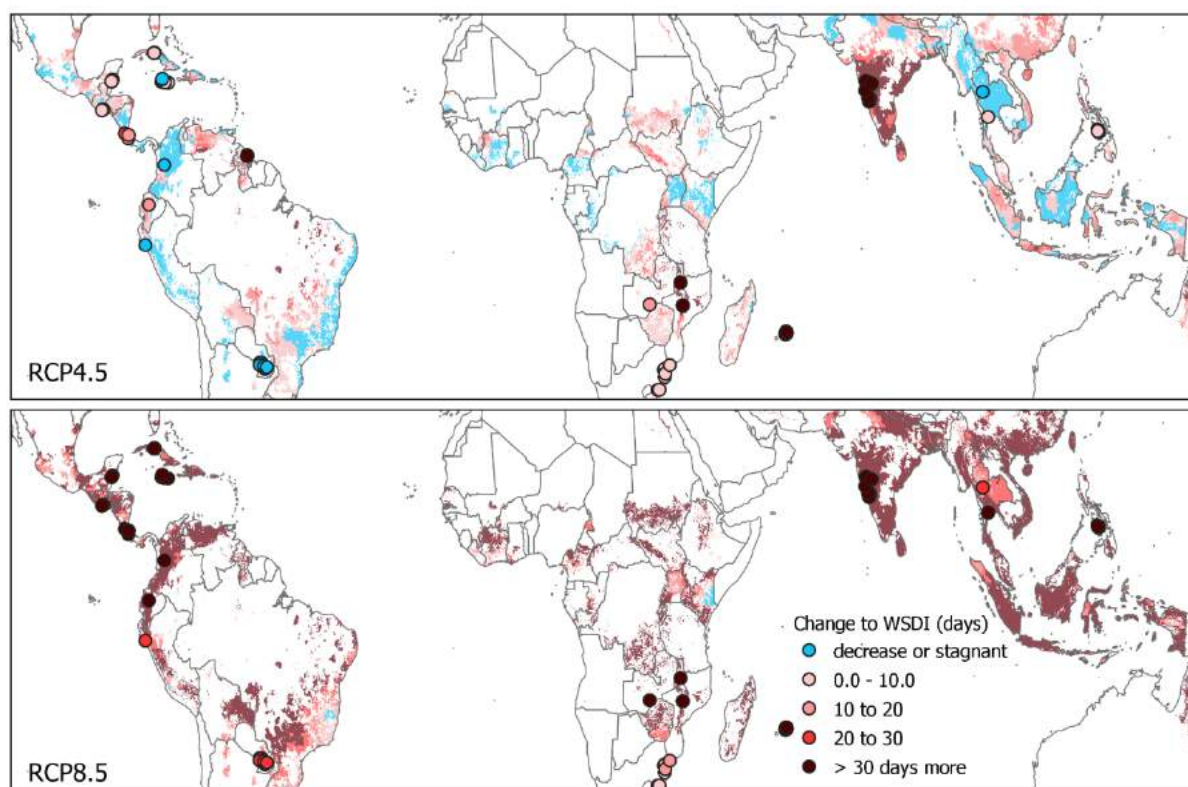 RCP4.5
RCP8.5
Change to WSDI (days)
decrease or stagnant
0.0 - 10.0
10 to 20
20 to 30
> 30 days more